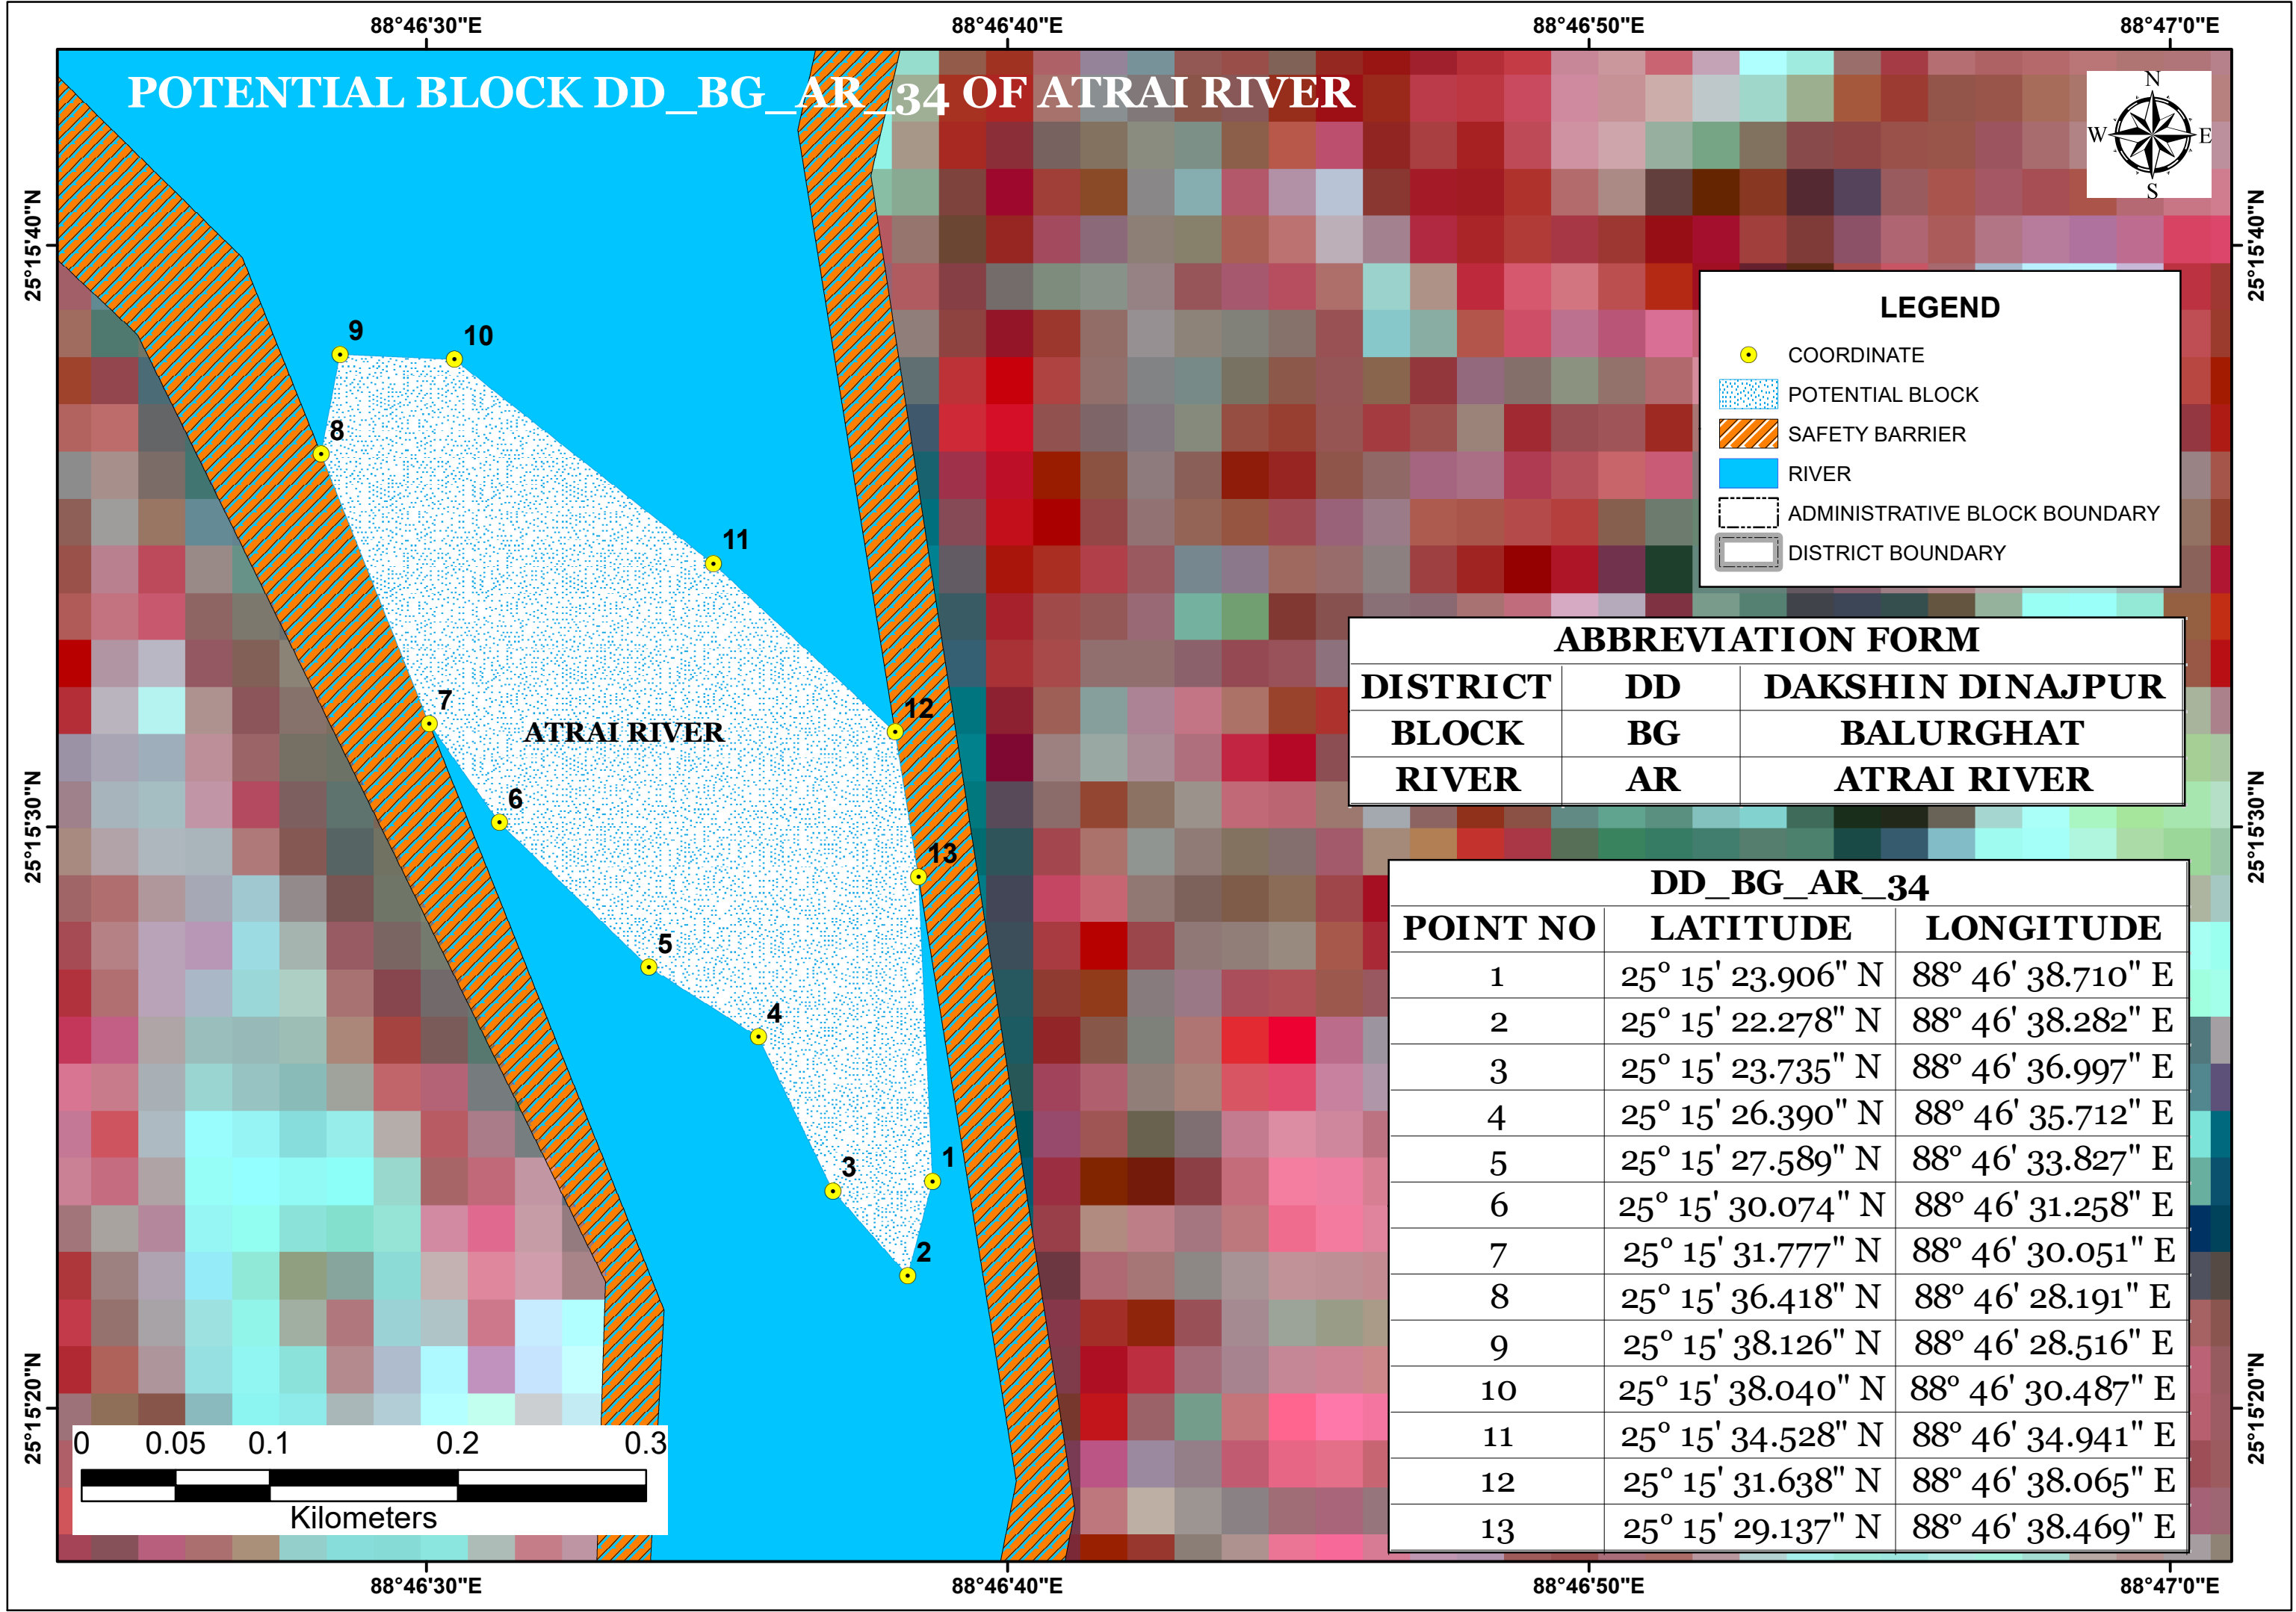 88°46'30"E 88°46'40"E 88°46'50"E 88°47'0"E
POTENTIAL BLOCK DD_BG_AR_34 OF ATRAI RIVER
N
W E
S
25°15'40"N 25°15'40"N
LEGEND
COORDINATE
POTENTIAL BLOCK
SAFETY BARRIER
RIVER
ADMINISTRATIVE BLOCK BOUNDARY
DISTRICT BOUNDARY
9 10
8
11
7 12
ATRAI RIVER
6
13
5
4
3 1
2
ABBREVIATION FORM
DISTRICT DD DAKSHIN DINAJPUR
BLOCK BG BALURGHAT
RIVER AR ATRAI RIVER
25°15'30"N 25°15'30"N
DD_BG_AR_34
POINT NO LATITUDE LONGITUDE
1 25° 15' 23.906" N 88° 46' 38.710" E
2 25° 15' 22.278" N 88° 46' 38.282" E
3 25° 15' 23.735" N 88° 46' 36.997" E
4 25° 15' 26.390" N 88° 46' 35.712" E
5 25° 15' 27.589" N 88° 46' 33.827" E
6 25° 15' 30.074" N 88° 46' 31.258" E
7 25° 15' 31.777" N 88° 46' 30.051" E
8 25° 15' 36.418" N 88° 46' 28.191" E
9 25° 15' 38.126" N 88° 46' 28.516" E
10 25° 15' 38.040" N 88° 46' 30.487" E
11 25° 15' 34.528" N 88° 46' 34.941" E
12 25° 15' 31.638" N 88° 46' 38.065" E
13 25° 15' 29.137" N 88° 46' 38.469" E
25°15'20"N 25°15'20"N
0 0.05 0.1 0.2 0.3
Kilometers
88°46'30"E 88°46'40"E 88°46'50"E 88°47'0"E